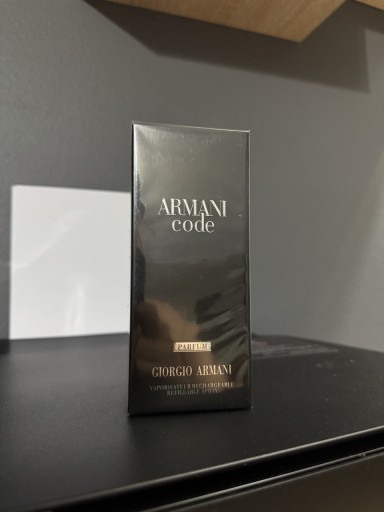 ARMANI
code
PARFUM
GIORGIO ARMANI
VAPORISATEUR RECHARGEABLE
REFILLABLE SPRAY